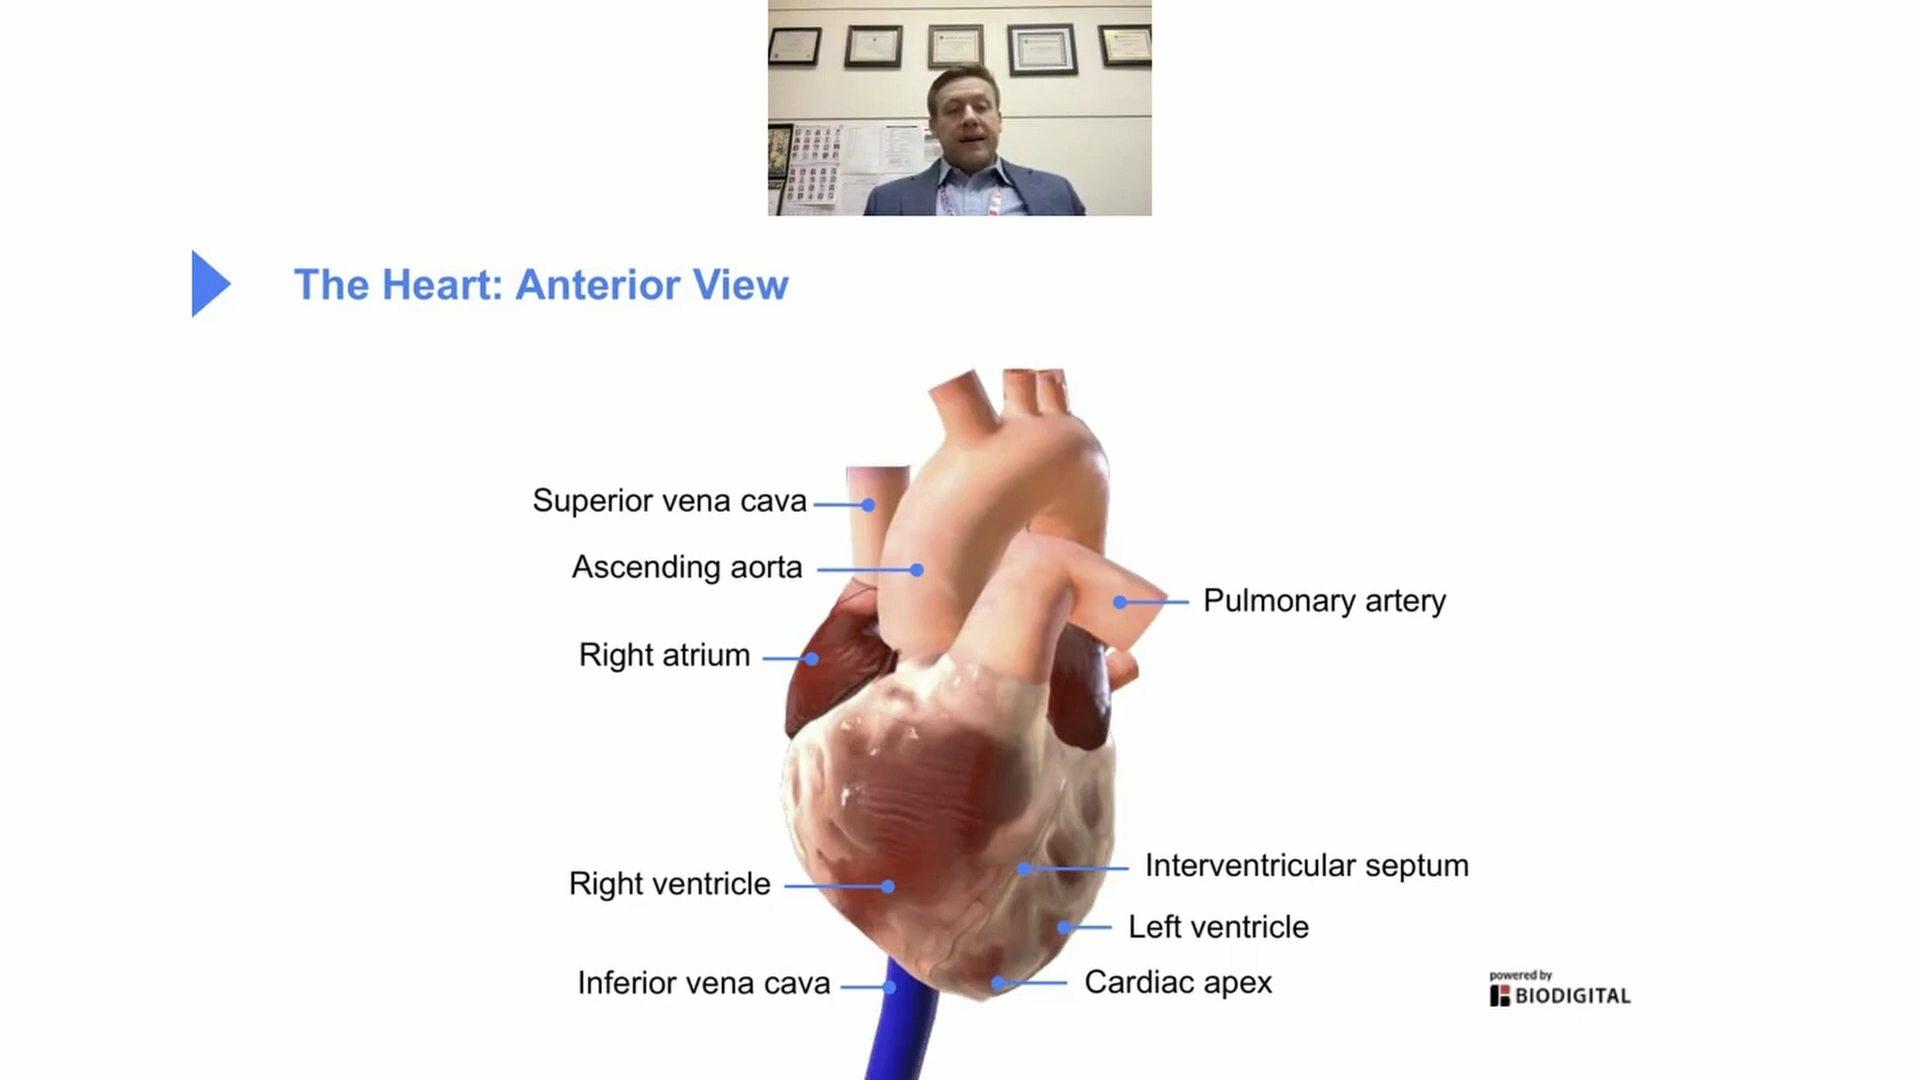 The Heart: Anterior View
Superior vena cava
Ascending aorta
Pulmonary artery
Right atrium
Interventricular septum
Right ventricle
Left ventricle
Inferior vena cava
Cardiac apex
powered by
BIODIGITAL